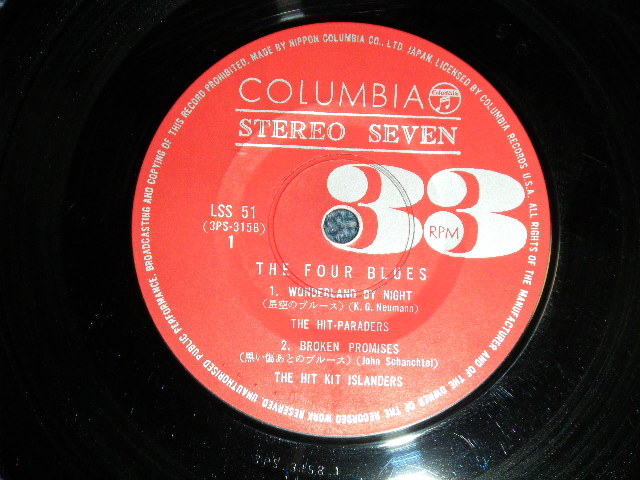 MADE BY NIPPON COLUMBIA CO., LTD. JAPAN. LICENSED BY COLUMBIA RECORDS U.S.A. ALL RIGHTS OF THE MANUFACTURER AND OF THE OWNER OF THE RECORDED WORK RESERVED. UNAUTHORISED PUBLIC PERFORMANCE, BROADCASTING AND COPYING OF THIS RECORD PROHIBITED.
COLUMBIA
Columbia
STEREO SEVEN
33
RPM
LSS 51
(3PS-3158)
1
THE FOUR BLUES
1. WONDERLAND BY NIGHT
(星空のブルース) (K. G. Neumann)
THE HIT-PARADERS
2. BROKEN PROMISES
(黒い傷あとのブルース) (John Schanchtel)
THE HIT KIT ISLANDERS